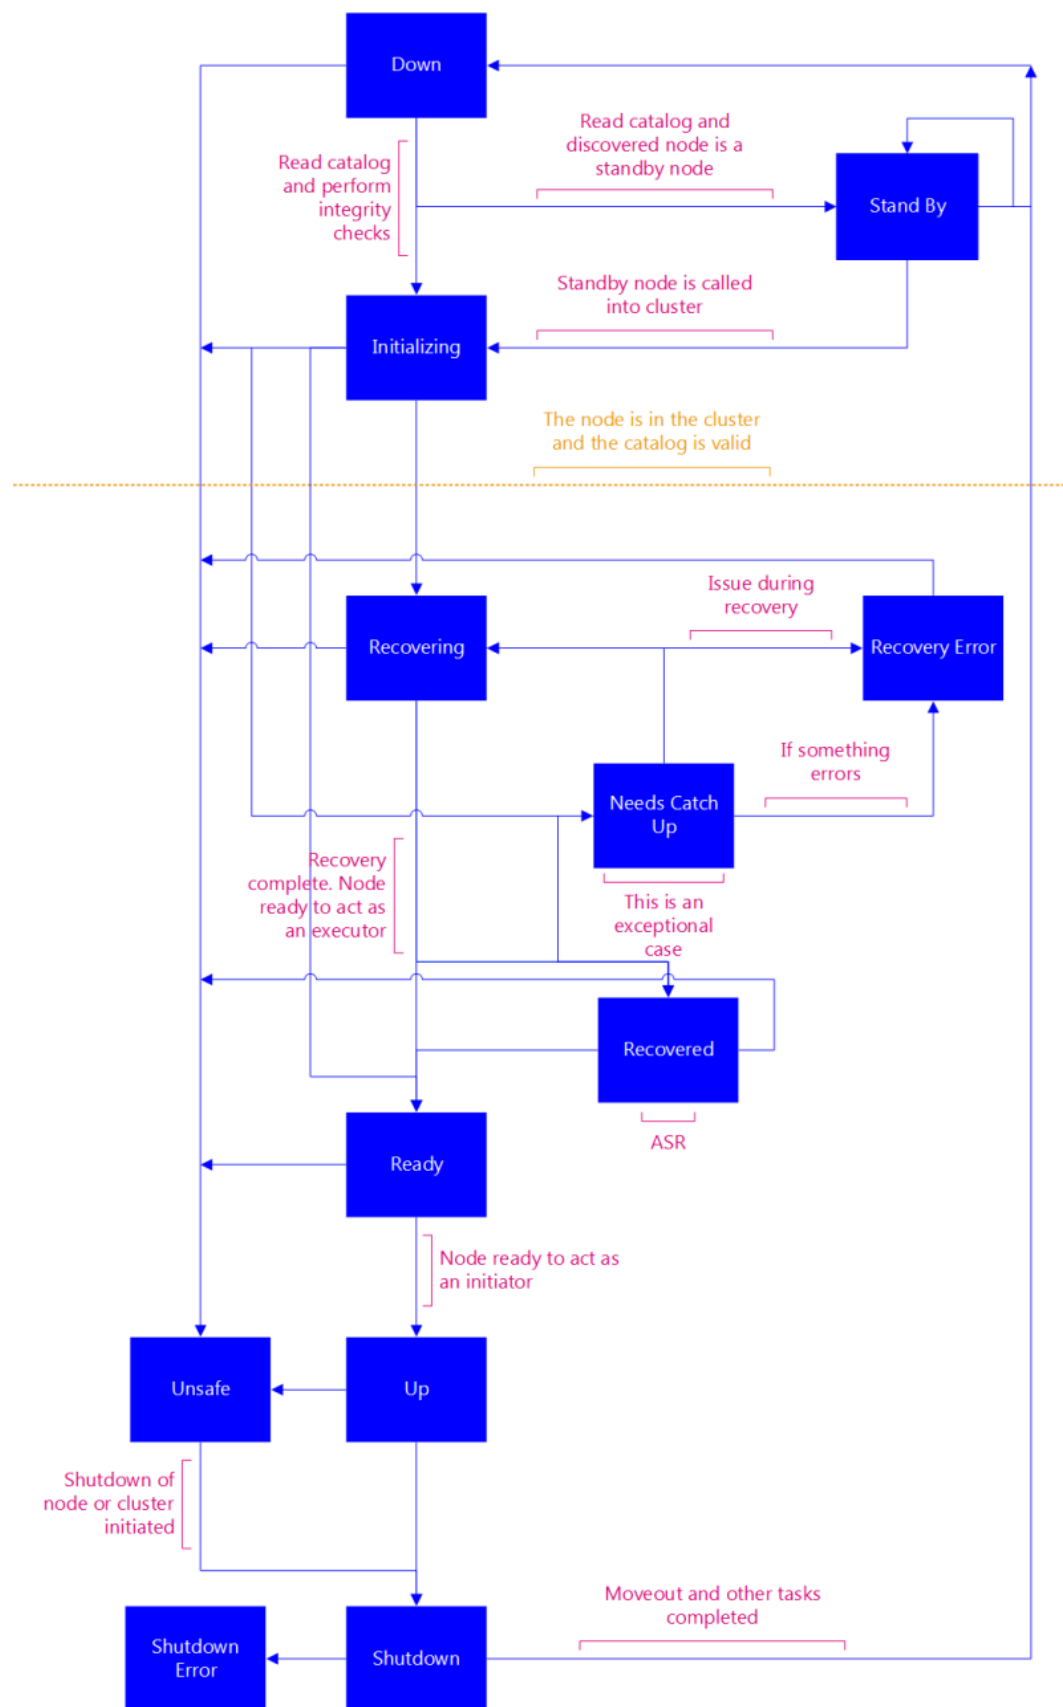 Down
Read catalog and
discovered node is a
standby node
Read catalog
and perform
integrity
checks
Stand By
Standby node is called
into cluster
Initializing
The node is in the cluster
and the catalog is valid
Issue during
recovery
Recovering
Recovery Error
If something
errors
Needs Catch
Up
Recovery
complete. Node
ready to act as
an executor
This is an
exceptional
case
Recovered
ASR
Ready
Node ready to act as
an initiator
Unsafe
Up
Shutdown of
node or cluster
initiated
Moveout and other tasks
completed
Shutdown
Error
Shutdown